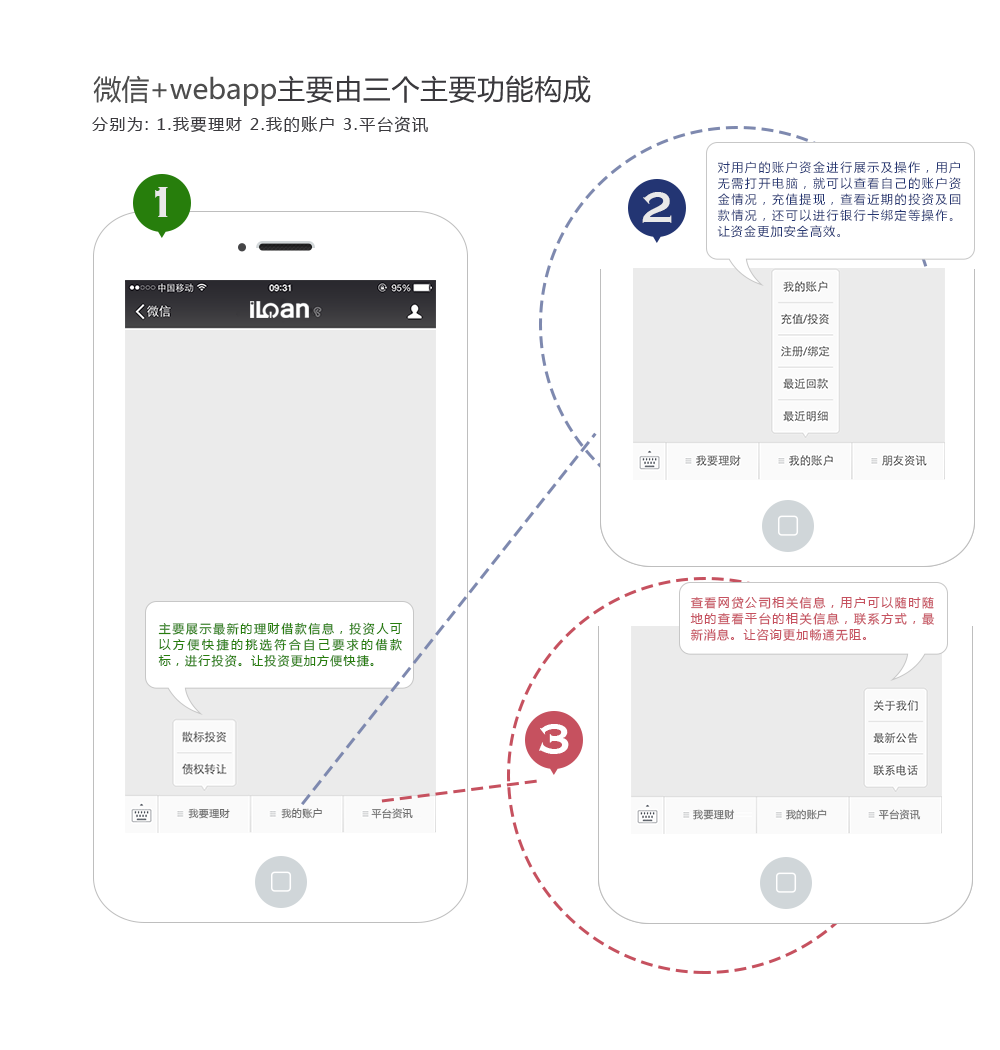 微信+webapp主要由三个主要功能构成
分别为: 1.我要理财 2.我的账户 3.平台资讯
1
中国移动
09:31
95%
微信
iLoan
主要展示最新的理财借款信息，投资人可
以方便快捷的挑选符合自己要求的借款
标，进行投资。让投资更加方便快捷。
散标投资
债权转让
我要理财
我的账户
平台资讯
2
对用户的账户资金进行展示及操作，用户
无需打开电脑，就可以查看自己的账户资
金情况，充值提现，查看近期的投资及回
款情况，还可以进行银行卡绑定等操作。
让资金更加安全高效。
我的账户
充值/投资
注册/绑定
最近回款
最近明细
我要理财
我的账户
朋友资讯
3
查看网贷公司相关信息，用户可以随时随
地的查看平台的相关信息，联系方式，最
新消息。让咨询更加畅通无阻。
关于我们
最新公告
联系电话
我要理财
我的账户
平台资讯